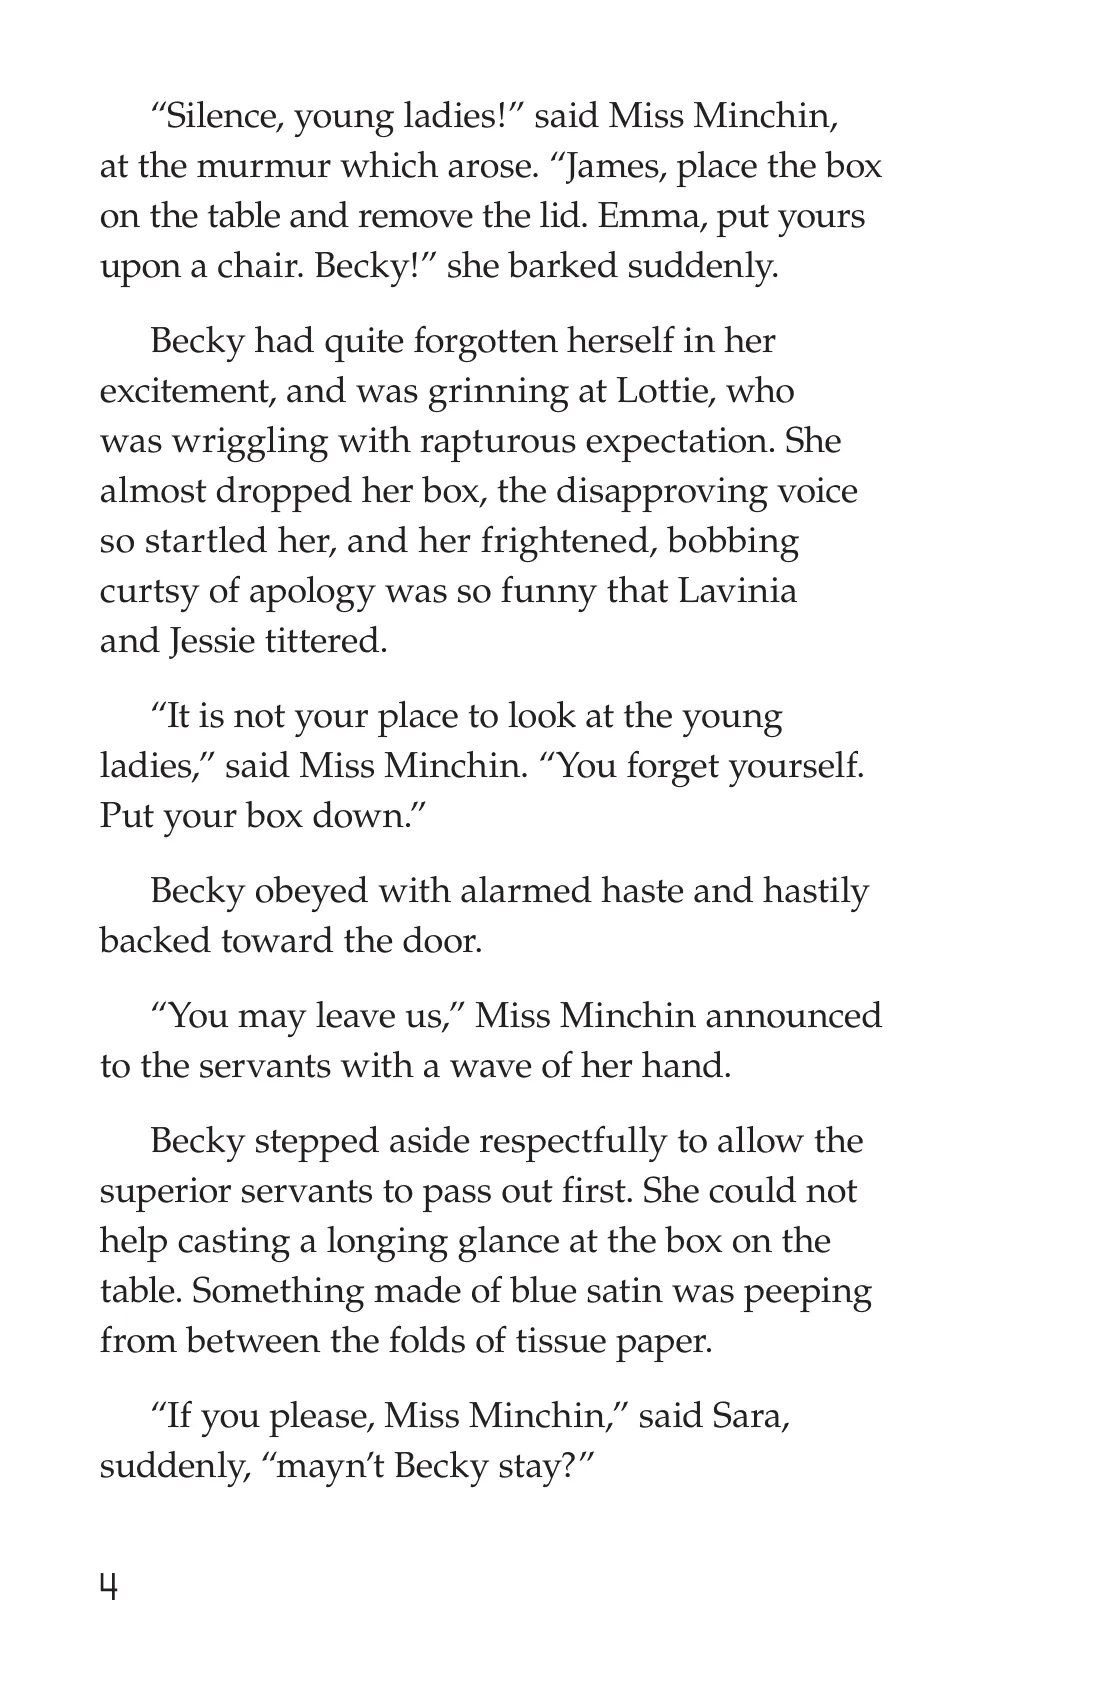 “Silence, young ladies!” said Miss Minchin,
at the murmur which arose. “James, place the box
on the table and remove the lid. Emma, put yours
upon a chair. Becky!” she barked suddenly.
Becky had quite forgotten herself in her
excitement, and was grinning at Lottie, who
was wriggling with rapturous expectation. She
almost dropped her box, the disapproving voice
so startled her, and her frightened, bobbing
curtsy of apology was so funny that Lavinia
and Jessie tittered.
“It is not your place to look at the young
ladies,” said Miss Minchin. “You forget yourself.
Put your box down.”
Becky obeyed with alarmed haste and hastily
backed toward the door.
“You may leave us,” Miss Minchin announced
to the servants with a wave of her hand.
Becky stepped aside respectfully to allow the
superior servants to pass out first. She could not
help casting a longing glance at the box on the
table. Something made of blue satin was peeping
from between the folds of tissue paper.
“If you please, Miss Minchin,” said Sara,
suddenly, “mayn’t Becky stay?”
4